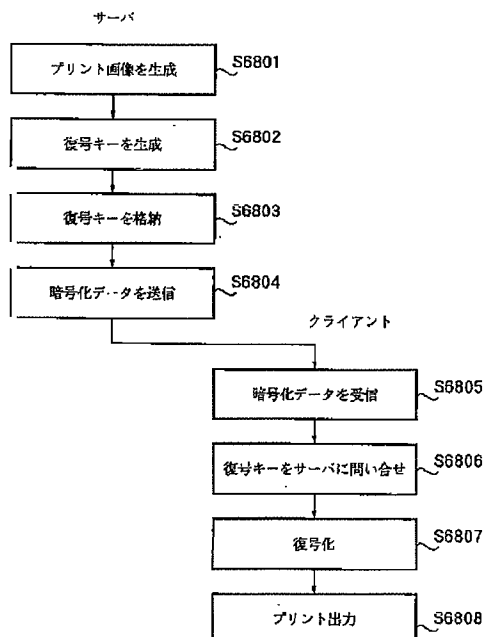 サーバ
プリント画像を生成
S6801
復号キーを生成
S6802
復号キーを格納
S6803
暗号化データを送信
S6804
クライアント
暗号化データを受信
S6805
復号キーをサーバに問い合せ
S6806
復号化
S6807
プリント出力
S6808